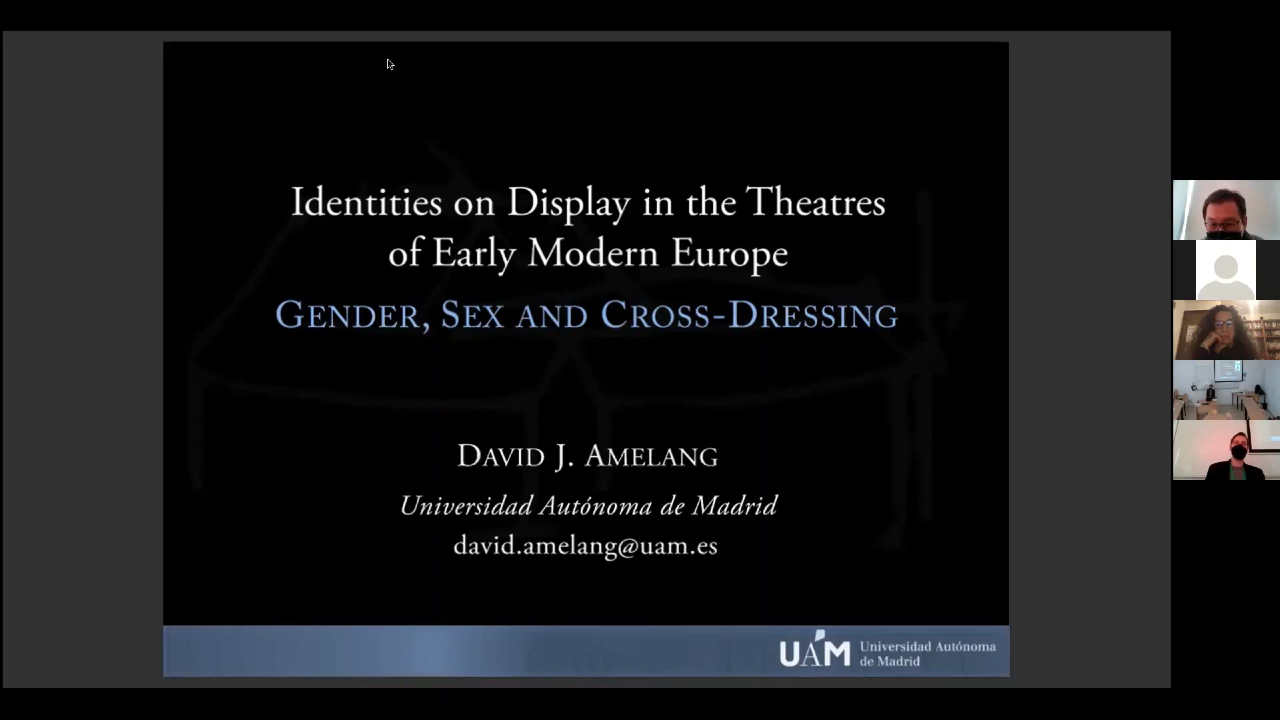 Identities on Display in the Theatres
of Early Modern Europe
Gender, Sex and Cross-Dressing
David J. Amelang
Universidad Autónoma de Madrid
david.amelang@uam.es
UAM Universidad Autónoma
de Madrid